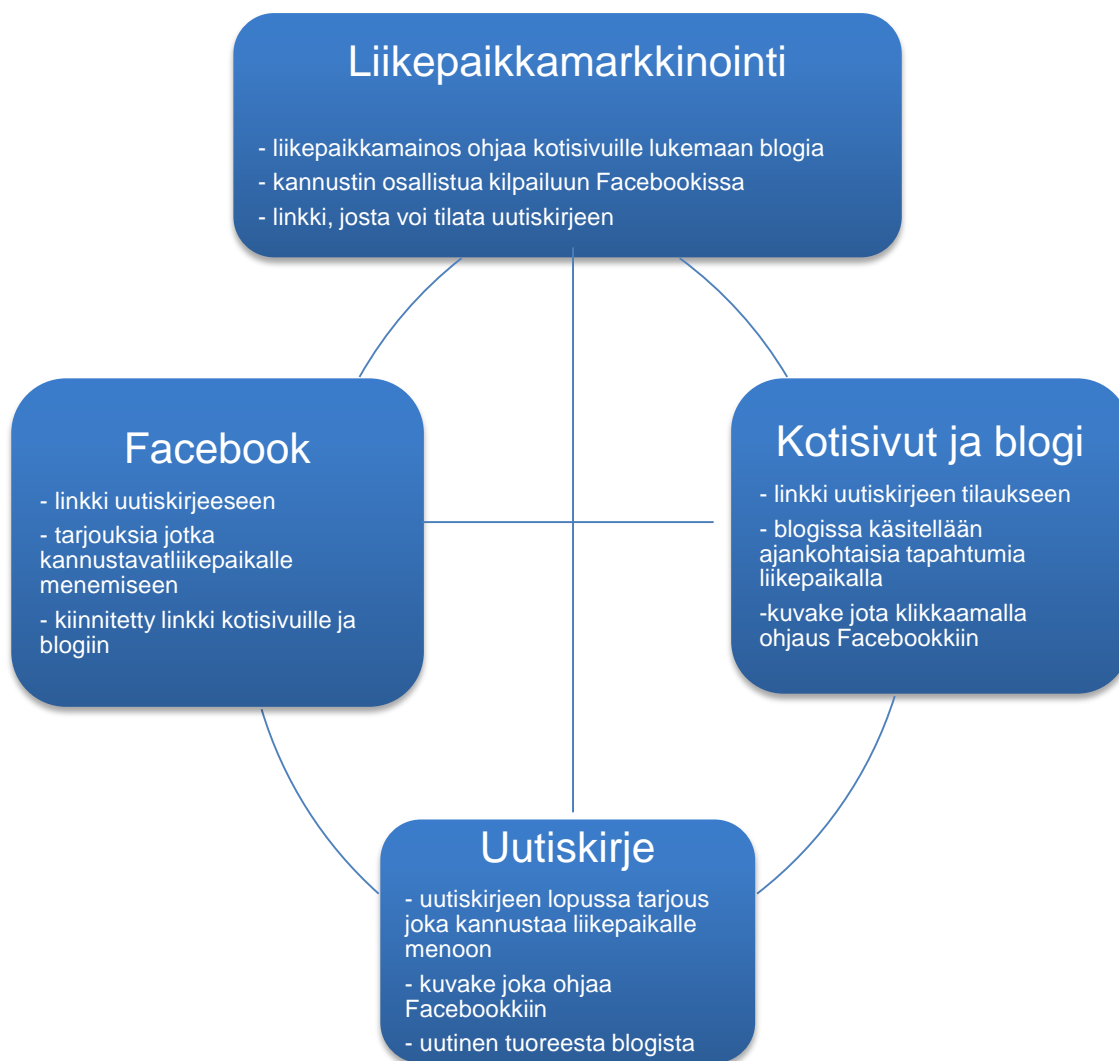 Liikepaikkamarkkinointi
- liikepaikkamainos ohjaa kotisivuille lukemaan blogia
- kannustin osallistua kilpailuun Facebookissa
- linkki, josta voi tilata uutiskirjeen
Facebook
- linkki uutiskirjeeseen
- tarjouksia jotka
kannustavatliikepaikalle
menemiseen
- kiinnitetty linkki kotisivuille ja
blogiin
Kotisivut ja blogi
- linkki uutiskirjeen tilaukseen
- blogissa käsitellään
ajankohtaisia tapahtumia
liikepaikalla
-kuvake jota klikkaamalla
ohjaus Facebookkiin
Uutiskirje
- uutiskirjeen lopussa tarjous
joka kannustaa liikepaikalle
menoon
- kuvake joka ohjaa
Facebookkiin
- uutinen tuoreesta blogista